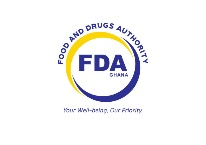 FOOD AND DRUGS AUTHORITY
FDA
GHANA
Your Well-being, Our Priority